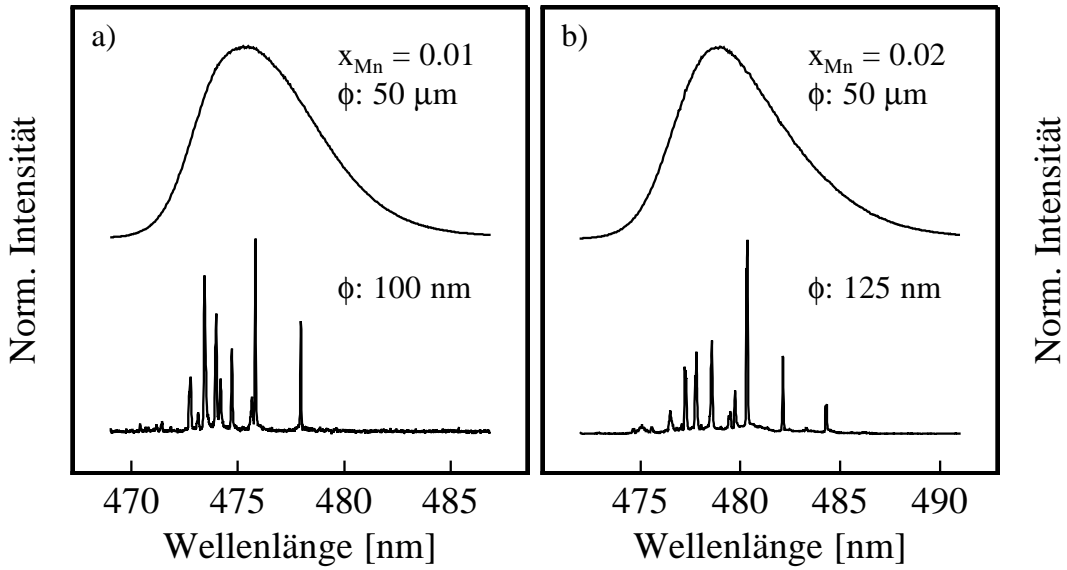 Norm. Intensität
a)
x_Mn = 0.01
ϕ: 50 µm
ϕ: 100 nm
470 475 480 485
Wellenlänge [nm]
b)
x_Mn = 0.02
ϕ: 50 µm
ϕ: 125 nm
475 480 485 490
Wellenlänge [nm]
Norm. Intensität